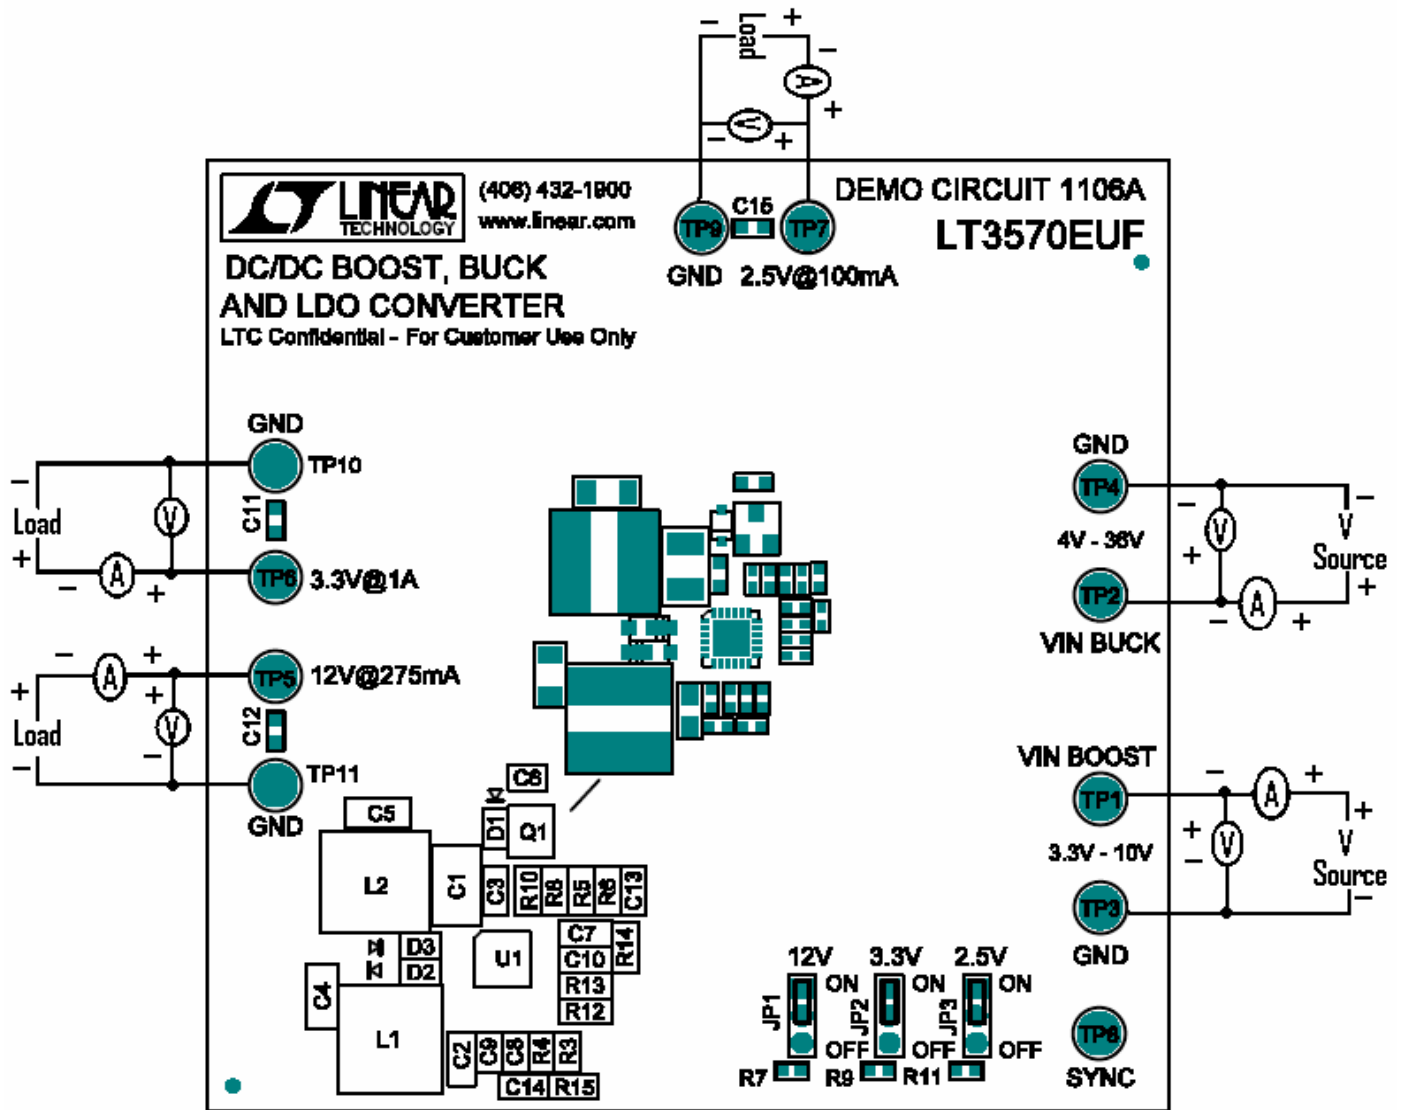 - Load +
-
A
+
- V +
LINEAR
TECHNOLOGY
(408) 432-1900
www.linear.com
DEMO CIRCUIT 1106A
LT3570EUF
TP9 C15 TP7
GND 2.5V@100mA
DC/DC BOOST, BUCK
AND LDO CONVERTER
LTC Confidential - For Customer Use Only
GND
TP10
-
Load
+
V
C11
- A +
TP6 3.3V@1A
GND
TP4
4V - 36V
TP2
VIN BUCK
-
V
+
-
V
Source
+
- A +
- A +
TP5 12V@275mA
+
Load
-
+
V
-
C12
TP11
GND
VIN BOOST
TP1
3.3V - 10V
TP3
GND
- A +
+
V
-
+
V
Source
-
C6
C5
D1
Q1
L2
C1
C3
R10
R8
R5
R6
C13
C7
C10
R14
R13
R12
U1
D3
D2
C4
L1
C2
C9
C8
R4
R3
C14 R15
12V 3.3V 2.5V
JP1 ON
JP2 ON
JP3 ON
OFF OFF OFF
R7 R9 R11
TP8
SYNC